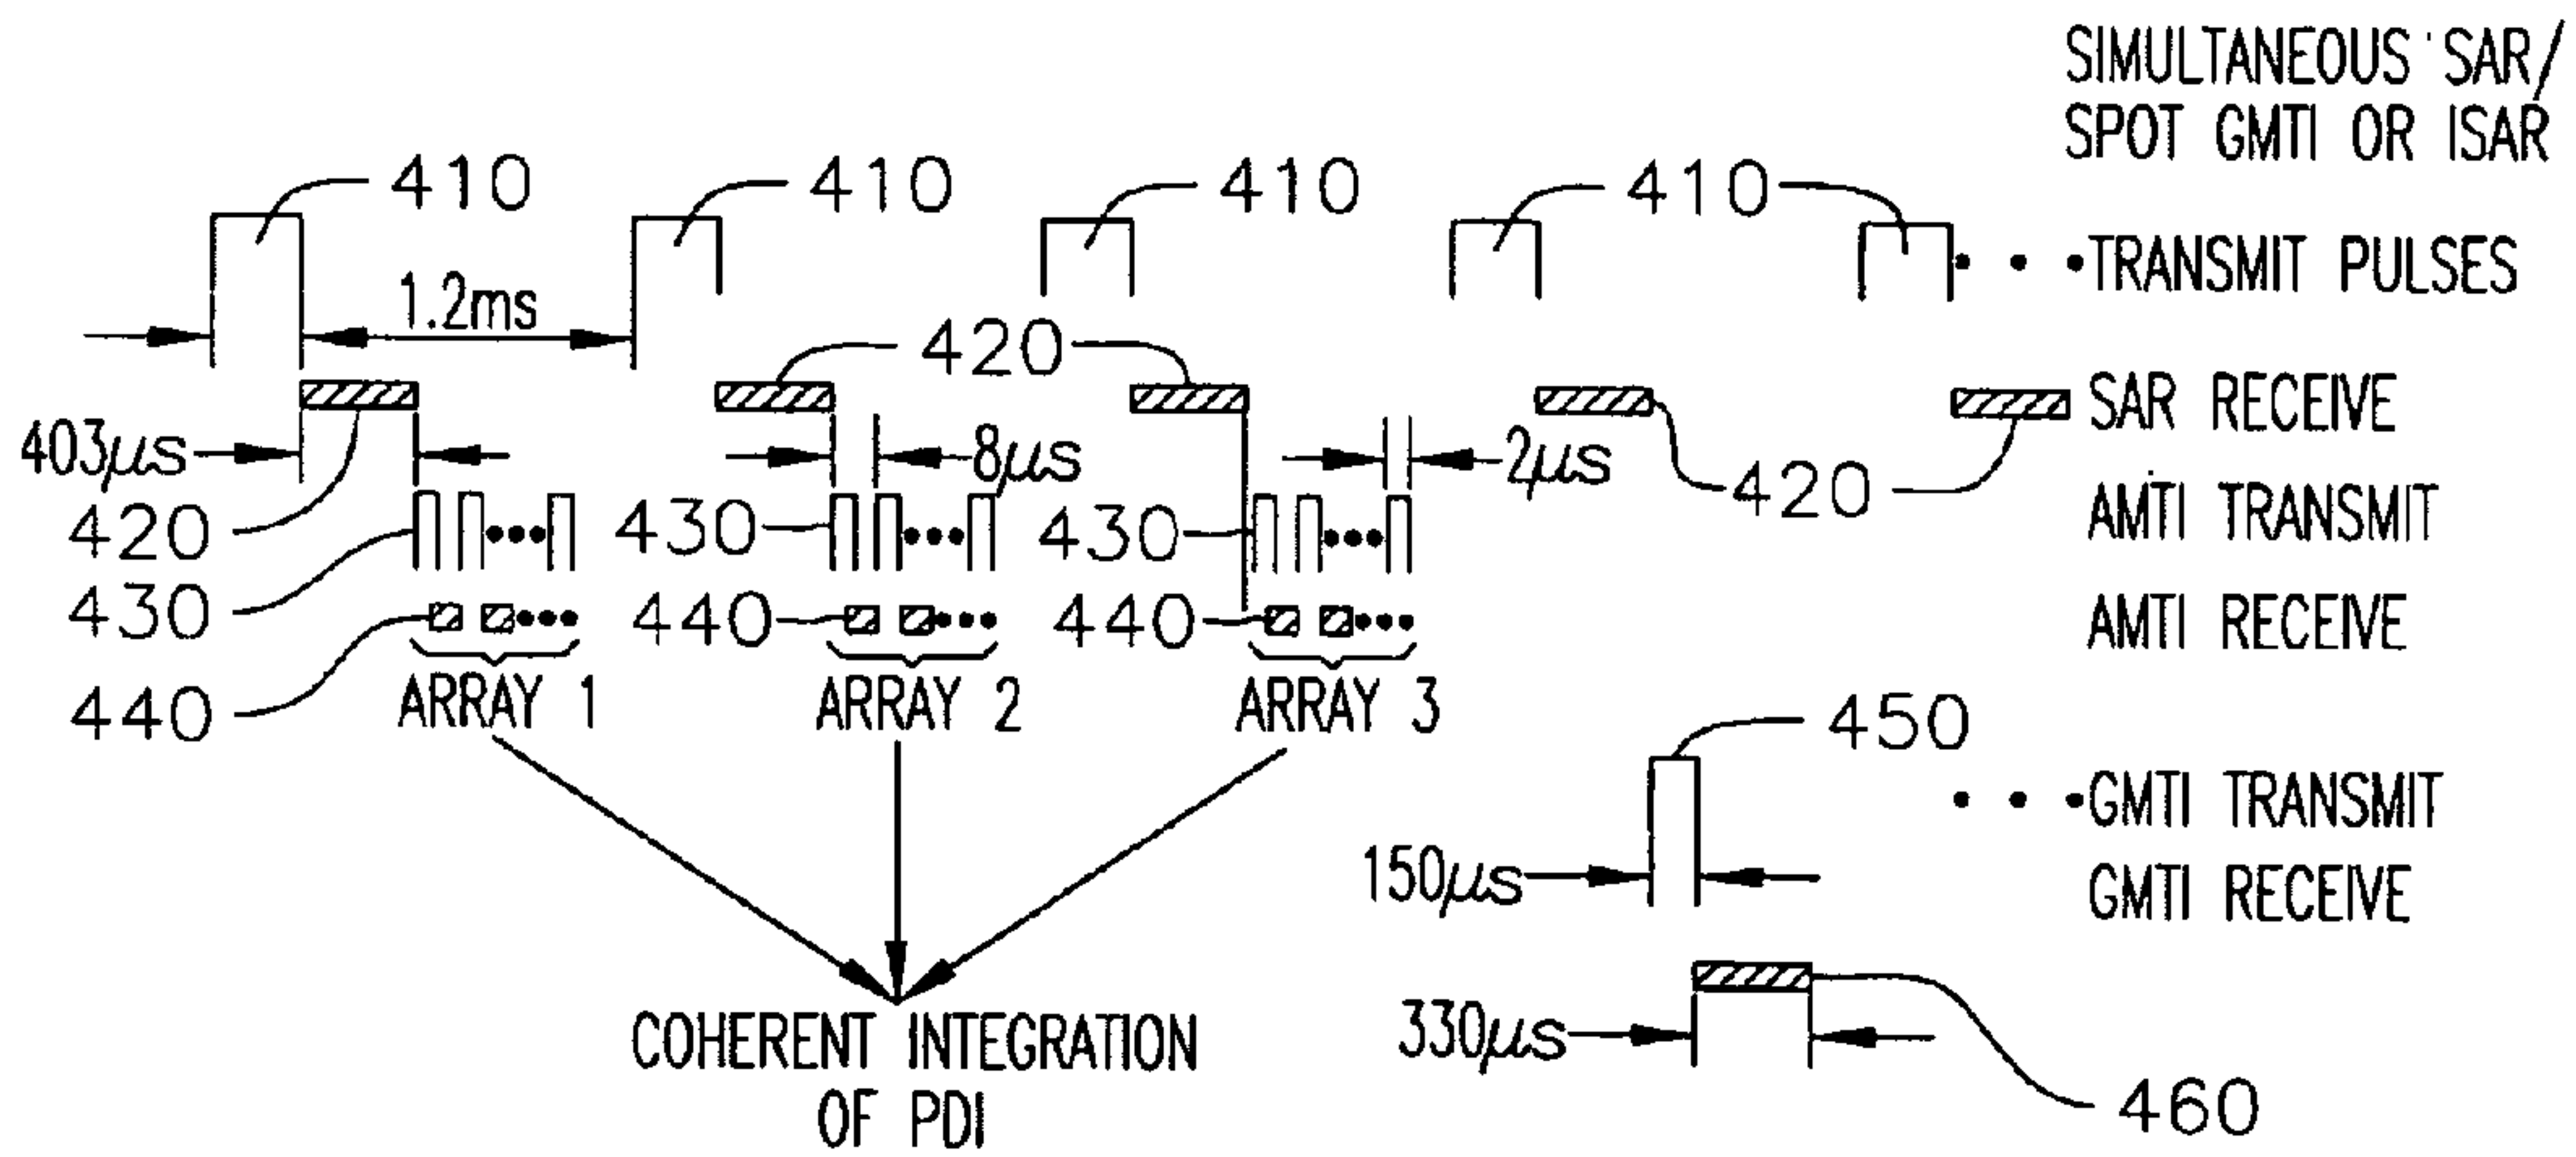 SIMULTANEOUS SAR/
SPOT GMTI OR ISAR
410 410 410 410
TRANSMIT PULSES
1.2ms
420
SAR RECEIVE
403μs 8μs 2μs
420
420 430 430 AMTI TRANSMIT
430 440 440 AMTI RECEIVE
440 ARRAY 1 ARRAY 2 ARRAY 3
450
GMTI TRANSMIT
150μs GMTI RECEIVE
330μs
COHERENT INTEGRATION
OF PDI
460